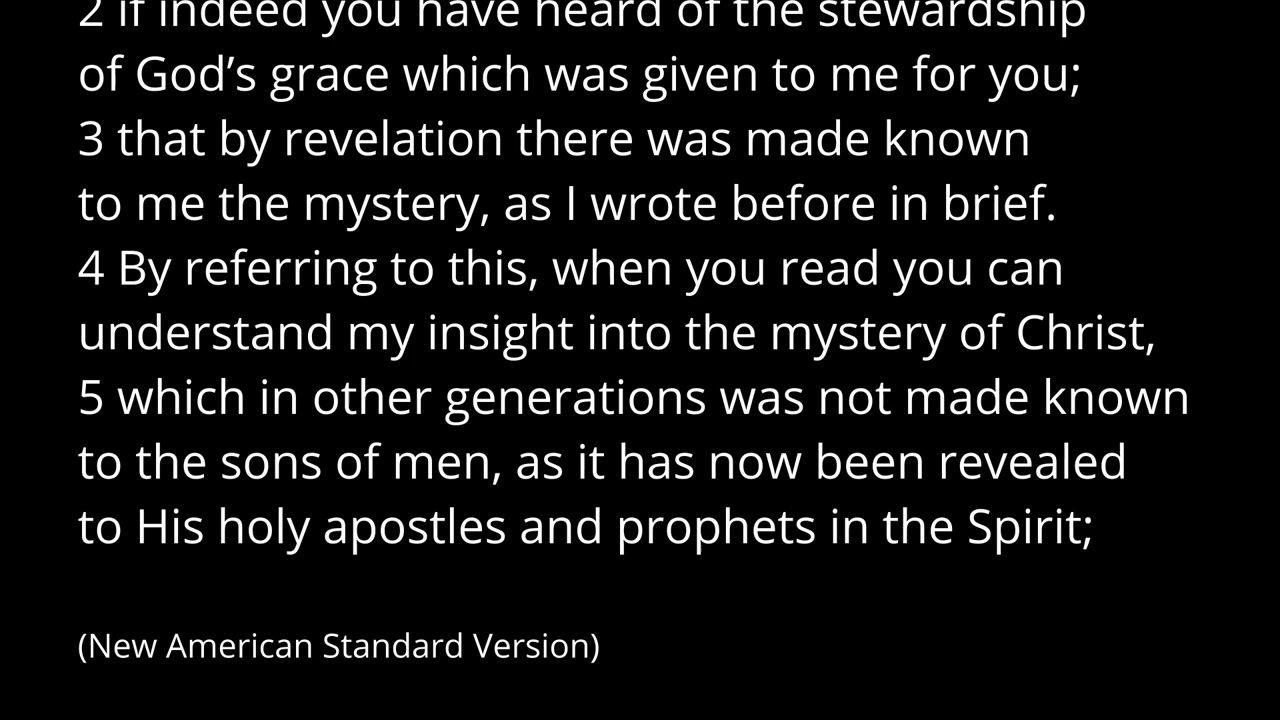 2 if indeed you have heard of the stewardship
of God’s grace which was given to me for you;
3 that by revelation there was made known
to me the mystery, as I wrote before in brief.
4 By referring to this, when you read you can
understand my insight into the mystery of Christ,
5 which in other generations was not made known
to the sons of men, as it has now been revealed
to His holy apostles and prophets in the Spirit;
(New American Standard Version)